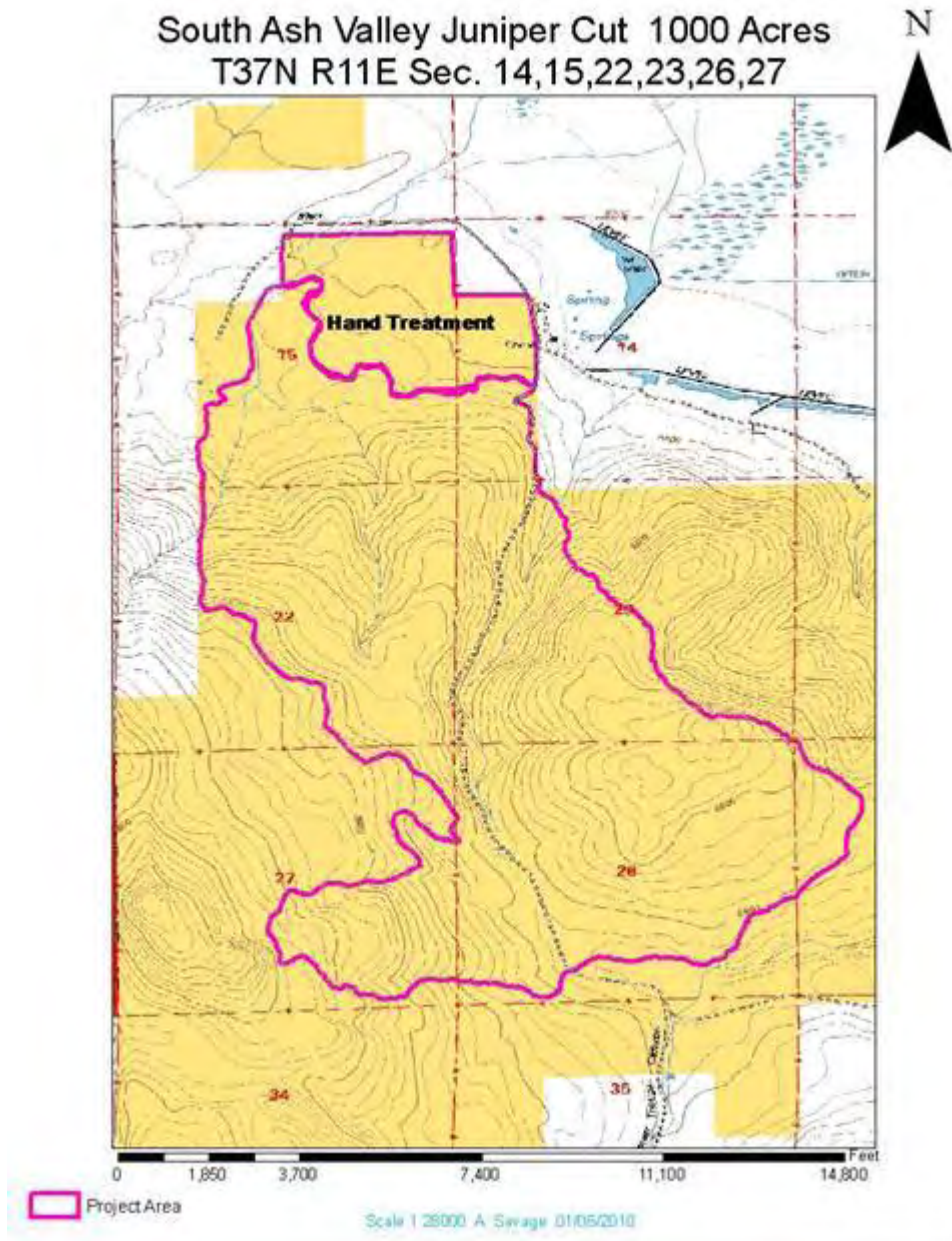 South Ash Valley Juniper Cut 1000 Acres
T37N R11E Sec. 14,15,22,23,26,27
N
Spring
Springs
Hand Treatment
14
15
LEVEE
22
23
27
26
34
35
Feet
0 1,850 3,700 7,400 11,100 14,800
Project Area
Scale 1:28000 A. Savage 01/06/2010